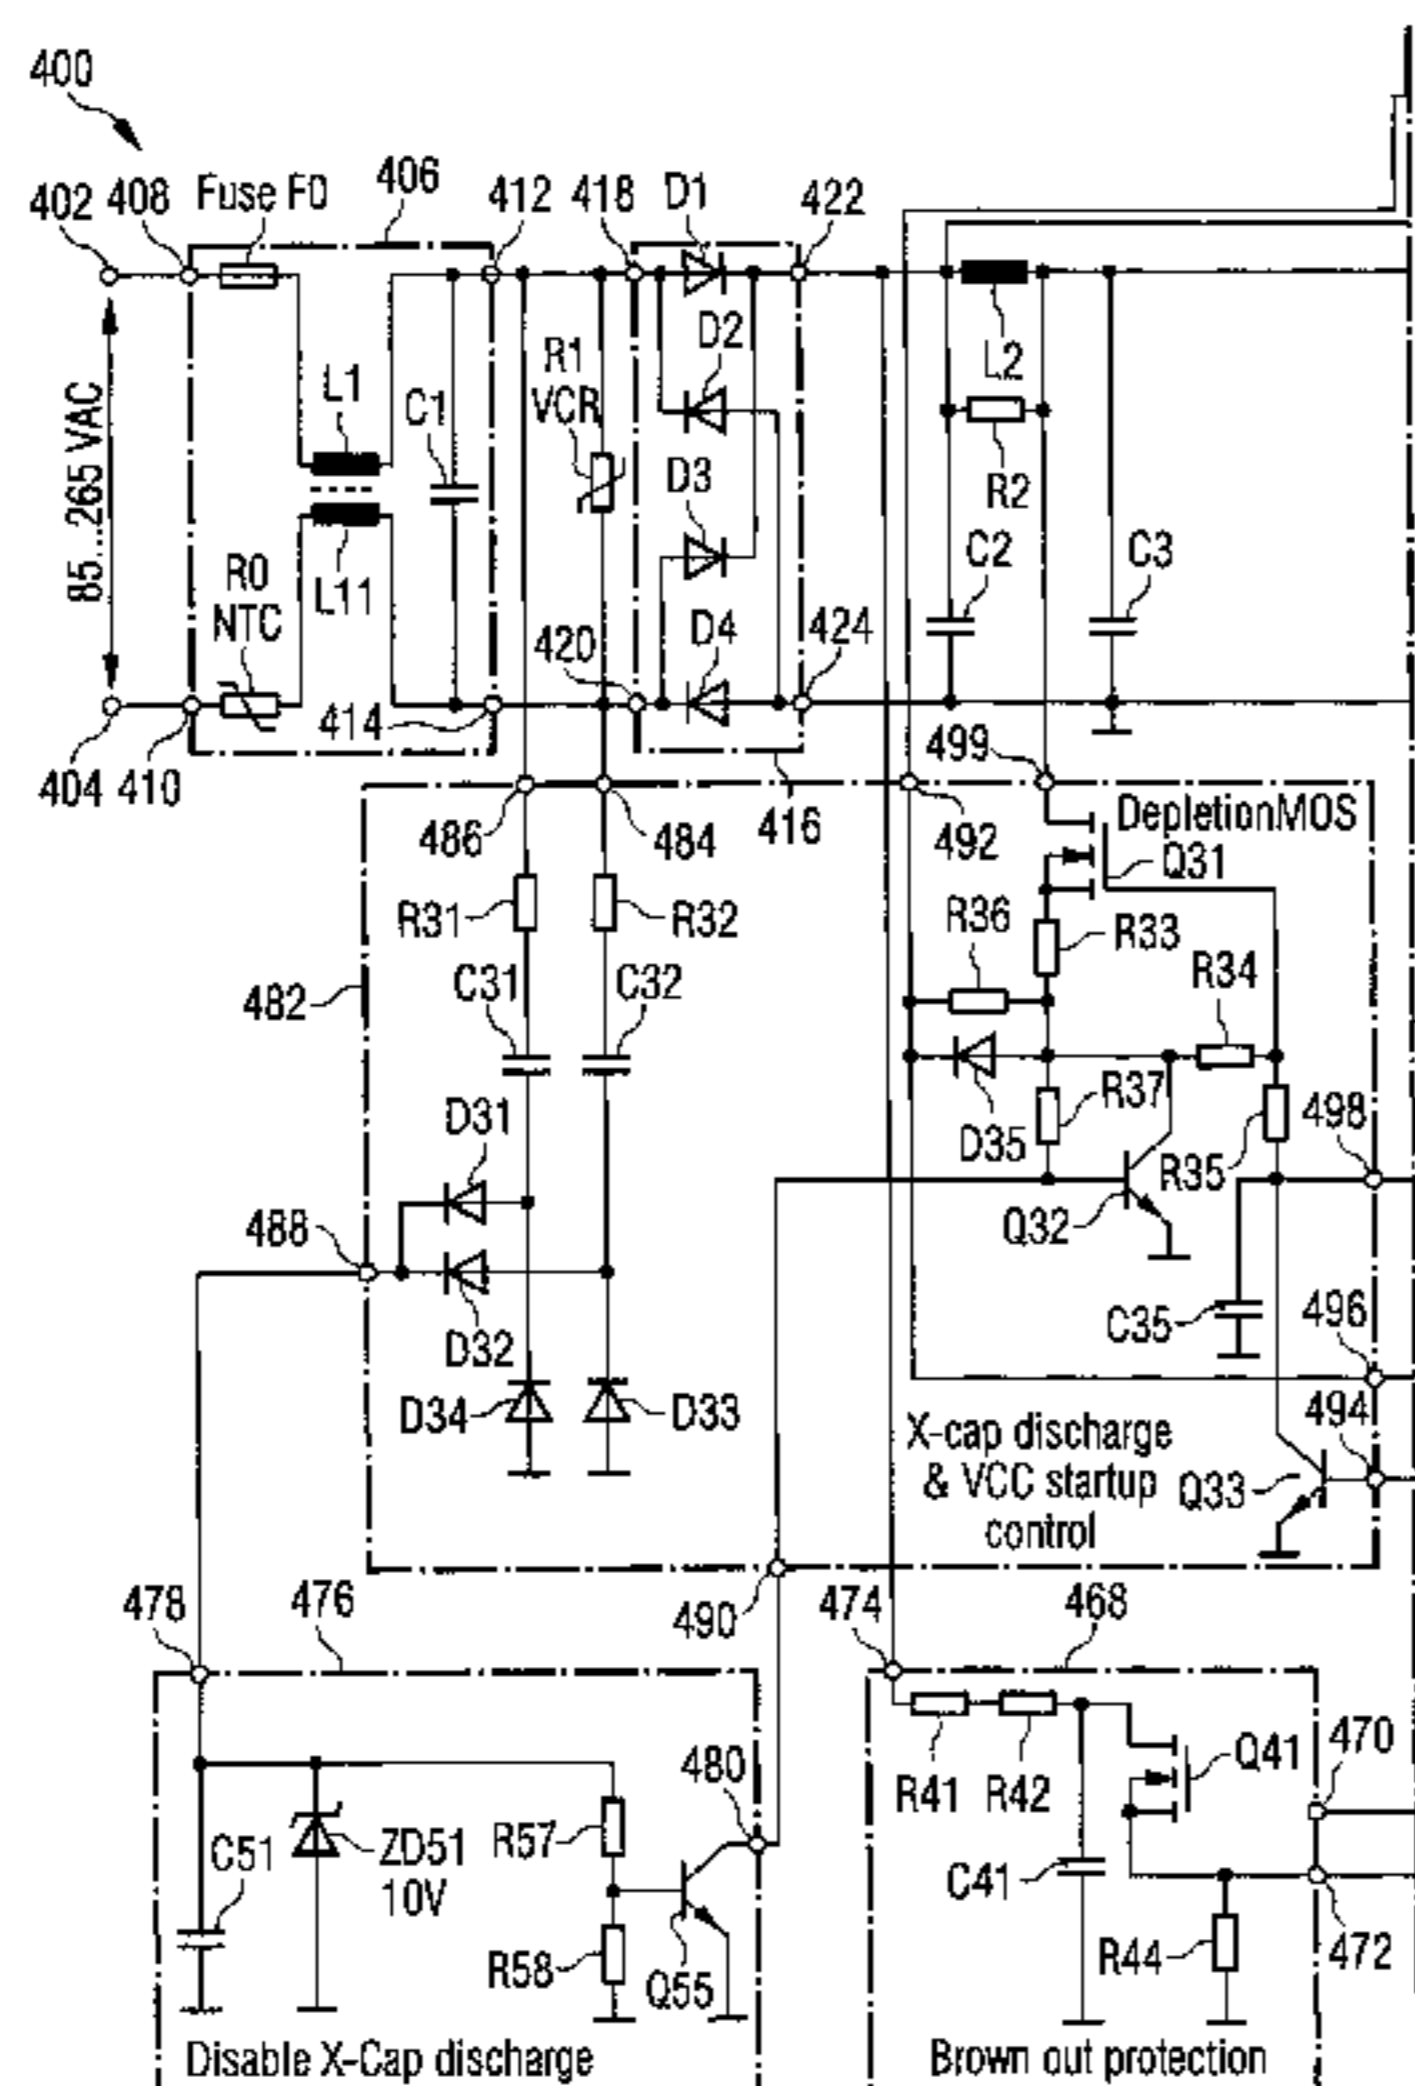 400
402
408
Fuse F0
406
412
418
D1
422
D2
R1
VCR
L1
C1
L2
D3
R2
85...265 VAC
R0
NTC
L11
C2
C3
D4
420
424
414
499
404
410
486
484
416
492
DepletionMOS
Q31
R31
R32
R36
R33
482
C31
C32
R34
D31
D35
R37
R35
498
488
Q32
D32
C35
496
D34
D33
494
X-cap discharge
& VCC startup
control
Q33
478
476
490
474
468
480
R41
R42
Q41
470
C51
ZD51
10V
R57
C41
R58
Q55
R44
472
Disable X-Cap discharge
Brown out protection